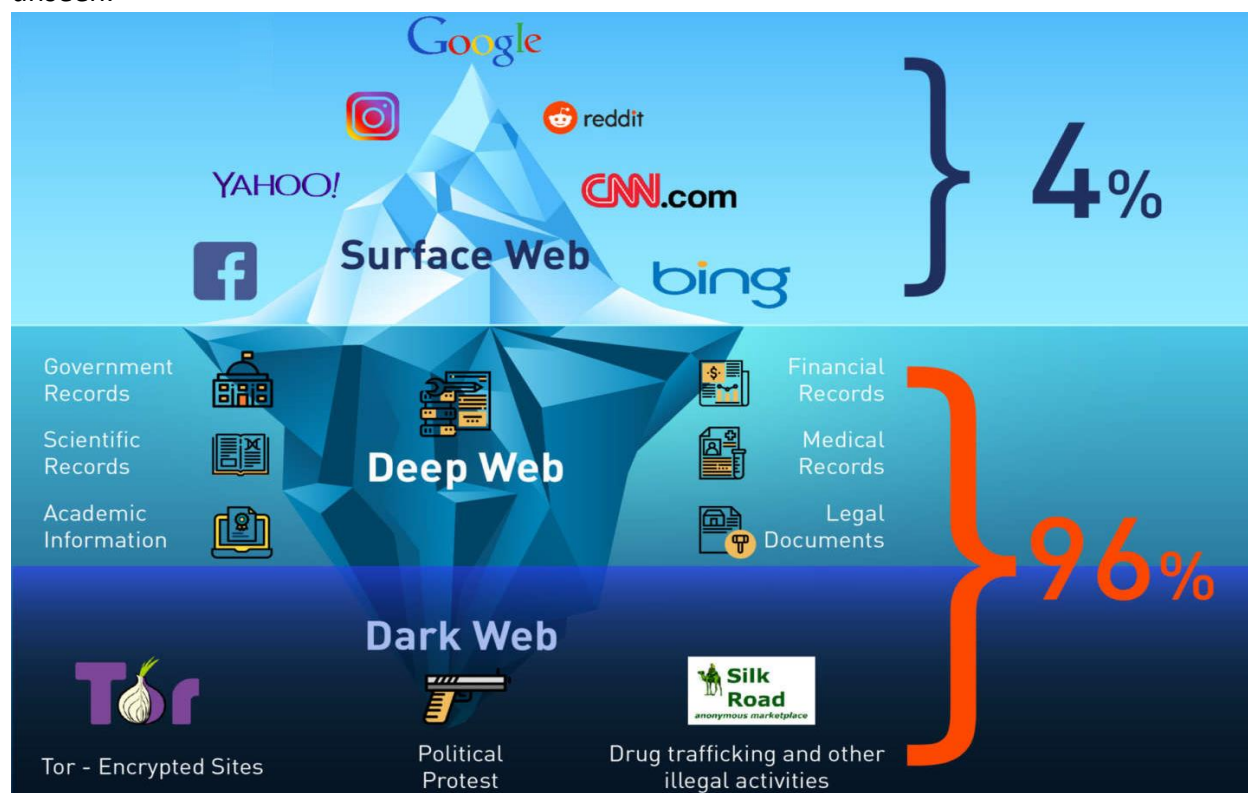 Google
reddit
YAHOO!
CNN.com
Surface Web
bing
4%
Government
Records
Scientific
Records
Academic
Information
Deep Web
Financial
Records
Medical
Records
Legal
Documents
96%
Dark Web
Tor
Tor - Encrypted Sites
Political
Protest
Silk
Road
anonymous marketplace
Drug trafficking and other
illegal activities